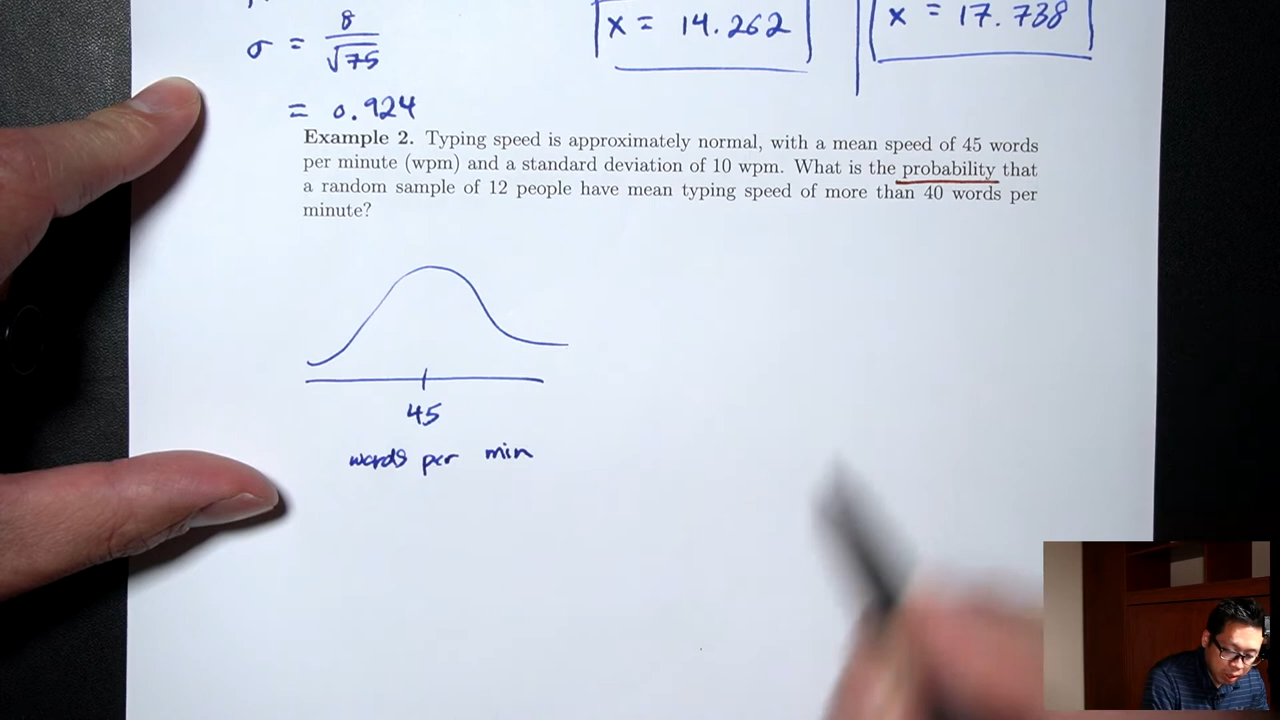 σ = 8/√75
= 0.924
x = 14.262
x = 17.738
Example 2. Typing speed is approximately normal, with a mean speed of 45 words
per minute (wpm) and a standard deviation of 10 wpm. What is the probability that
a random sample of 12 people have mean typing speed of more than 40 words per
minute?
45
words per min